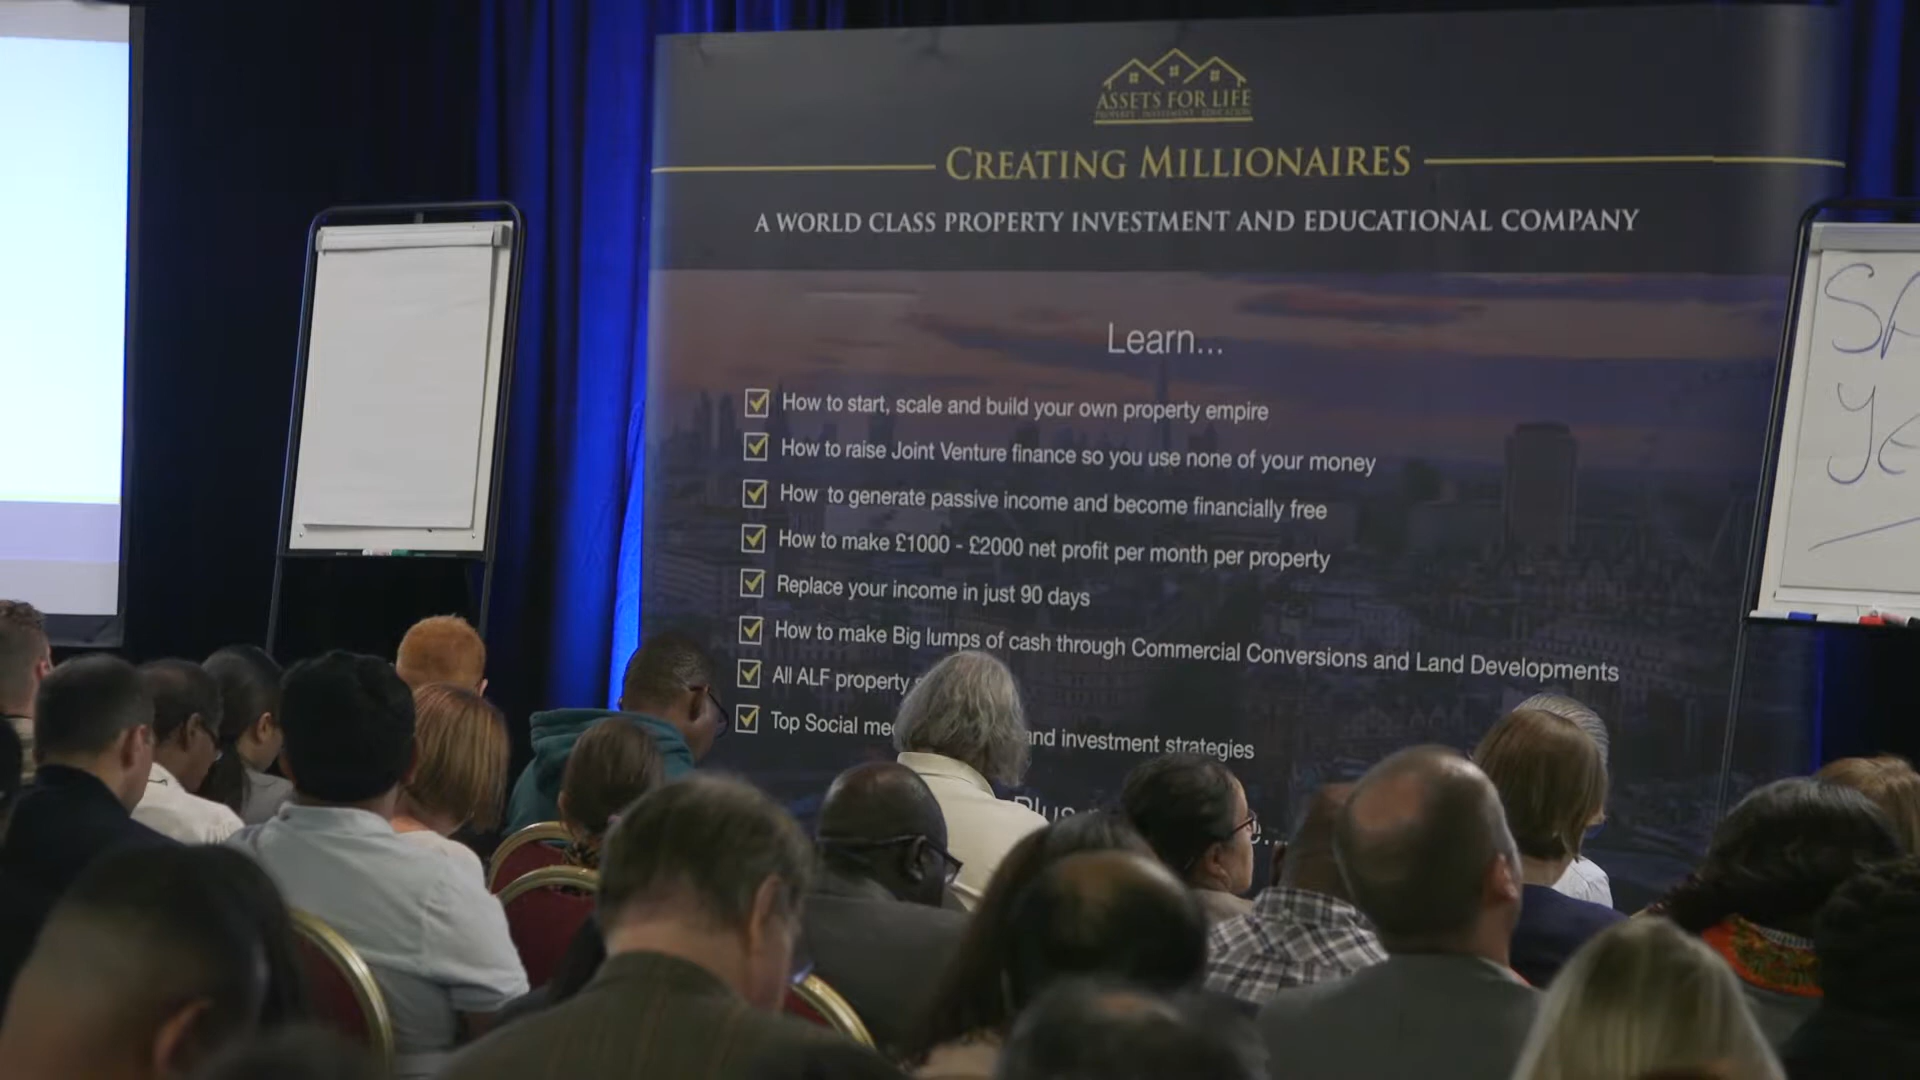 ASSETS FOR LIFE
PROPERTY INVESTMENT EDUCATION
CREATING MILLIONAIRES
A WORLD CLASS PROPERTY INVESTMENT AND EDUCATIONAL COMPANY
Learn...
How to start, scale and build your own property empire
How to raise Joint Venture finance so you use none of your money
How to generate passive income and become financially free
How to make £1000 - £2000 net profit per month per property
Replace your income in just 90 days
How to make Big lumps of cash through Commercial Conversions and Land Developments
All ALF property
Top Social and investment strategies
Plus